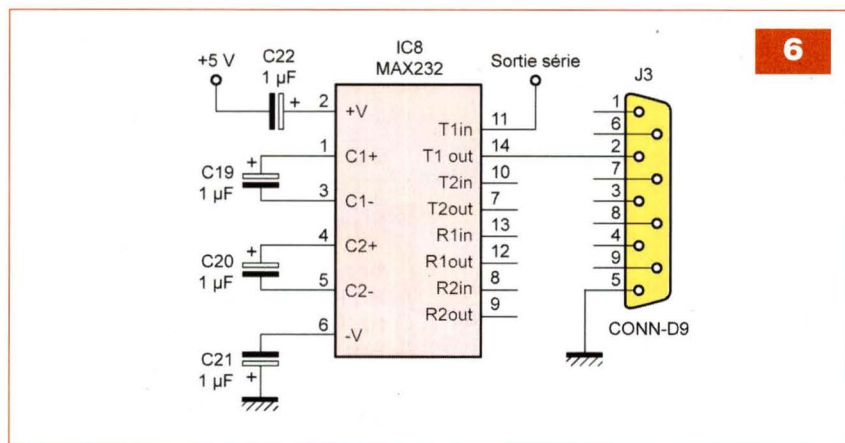 6
IC8
MAX232
+5 V
C22
1 µF
+
2
+V
1
C1+
C19
1 µF
+
3
C1-
4
C2+
C20
1 µF
+
5
C2-
6
-V
C21
1 µF
+
Sortie série
T1in
11
T1 out
14
T2in
10
T2out
7
R1in
13
R1out
12
R2in
8
R2out
9
J3
1
6
2
7
3
8
4
9
5
CONN-D9